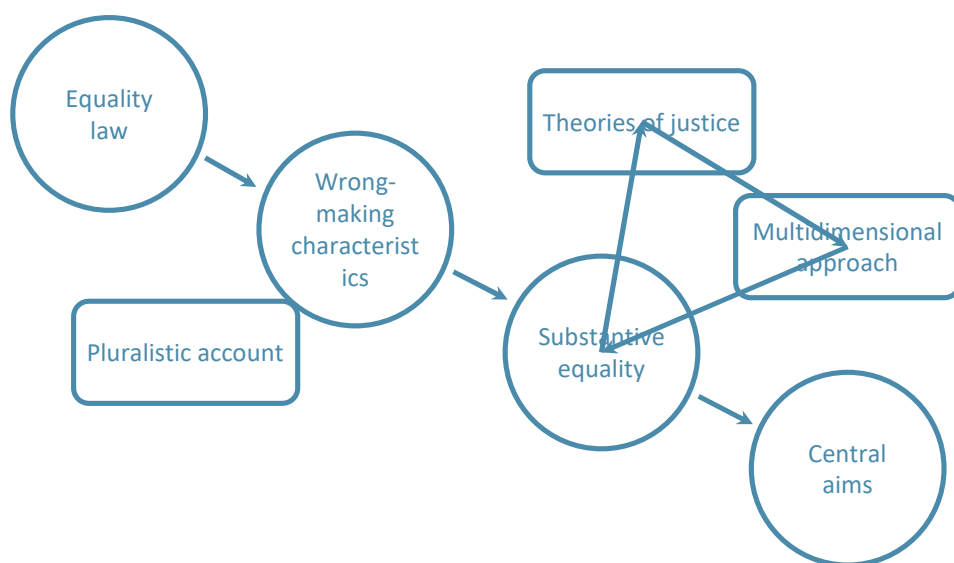 Equality
law
Theories of justice
Wrong-
making
characterist
ics
Multidimensional
approach
Pluralistic account
Substantive
equality
Central
aims